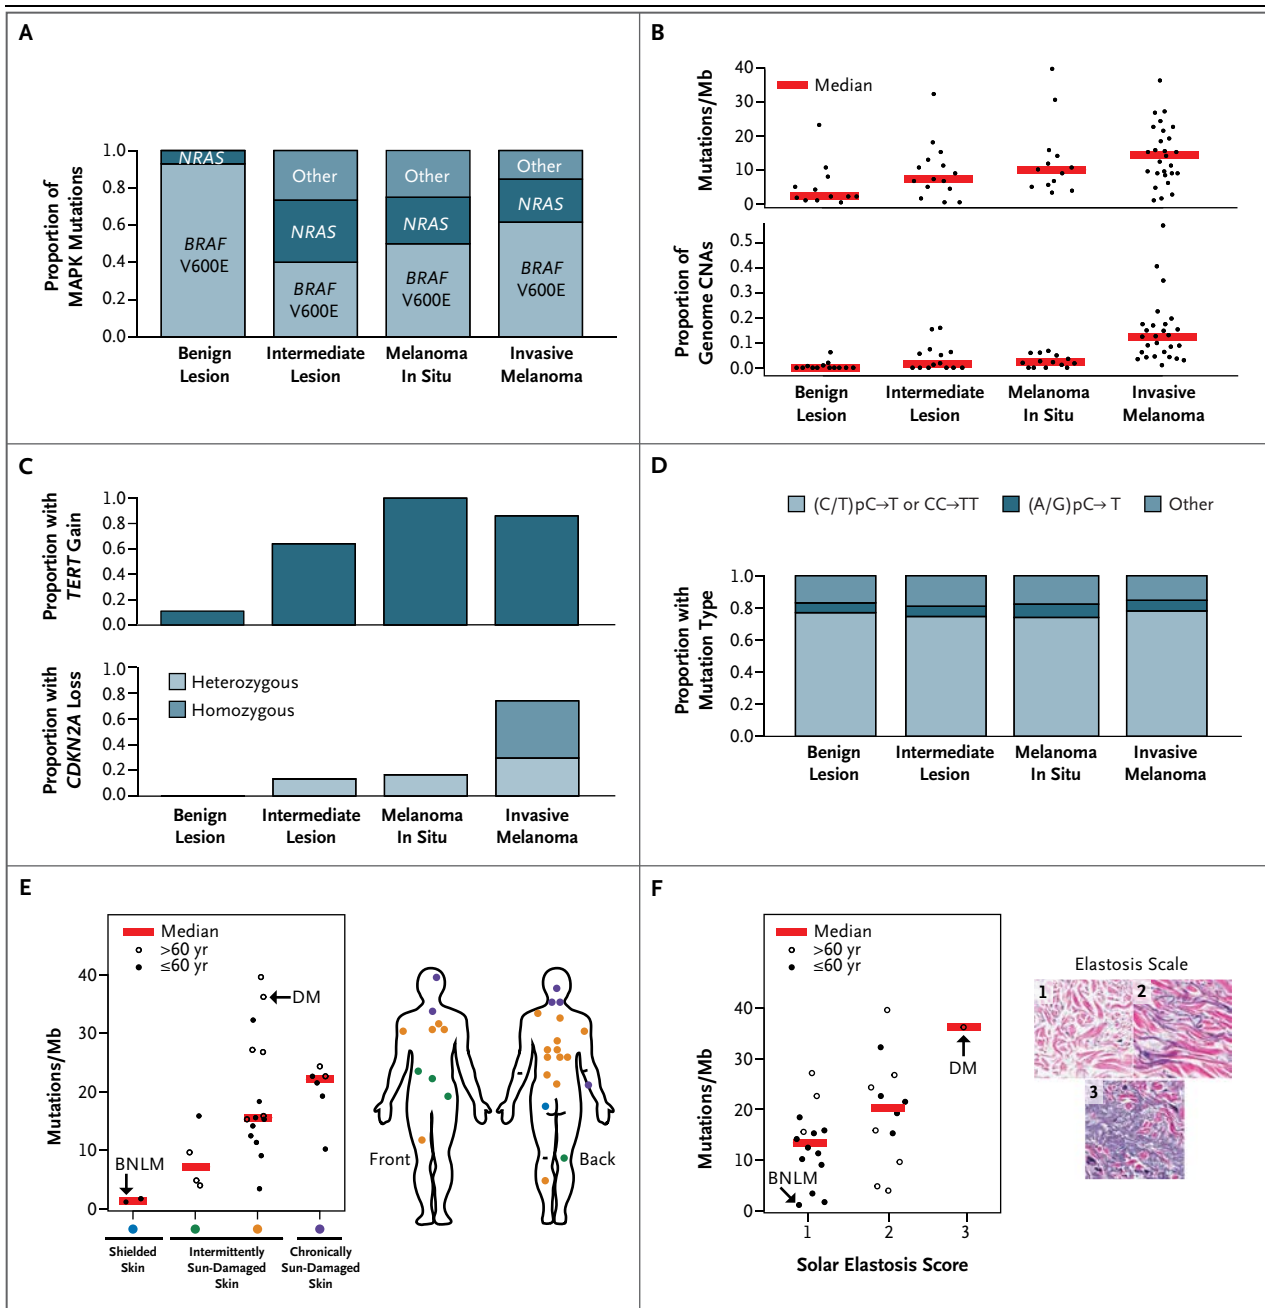 A
Proportion of
MAPK Mutations
1.0
0.8
0.6
0.4
0.2
0.0
NRAS
BRAF
V600E
Other
NRAS
BRAF
V600E
Other
NRAS
BRAF
V600E
Other
NRAS
BRAF
V600E
Benign
Lesion
Intermediate
Lesion
Melanoma
In Situ
Invasive
Melanoma
B
Mutations/Mb
40
30
20
10
0
Median
Proportion of
Genome CNAs
0.5
0.4
0.3
0.2
0.1
0.0
Benign
Lesion
Intermediate
Lesion
Melanoma
In Situ
Invasive
Melanoma
C
Proportion with
TERT Gain
1.0
0.8
0.6
0.4
0.2
0.0
Proportion with
CDKN2A Loss
1.0
0.8
0.6
0.4
0.2
0.0
Heterozygous
Homozygous
Benign
Lesion
Intermediate
Lesion
Melanoma
In Situ
Invasive
Melanoma
D
(C/T)pC→T or CC→TT
(A/G)pC→ T
Other
Proportion with
Mutation Type
1.0
0.8
0.6
0.4
0.2
0.0
Benign
Lesion
Intermediate
Lesion
Melanoma
In Situ
Invasive
Melanoma
E
Mutations/Mb
40
30
20
10
0
Median
>60 yr
≤60 yr
DM
BNLM
Shielded
Skin
Intermittently
Sun-Damaged
Skin
Chronically
Sun-Damaged
Skin
Front
Back
F
Mutations/Mb
40
30
20
10
0
Median
>60 yr
≤60 yr
BNLM
DM
1
2
3
Solar Elastosis Score
Elastosis Scale
1
2
3